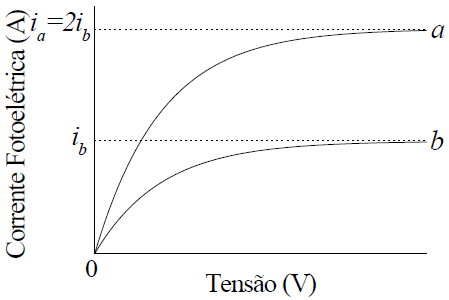 Corrente Fotoelétrica (A)
i_a=2i_b
a
i_b
b
0
Tensão (V)